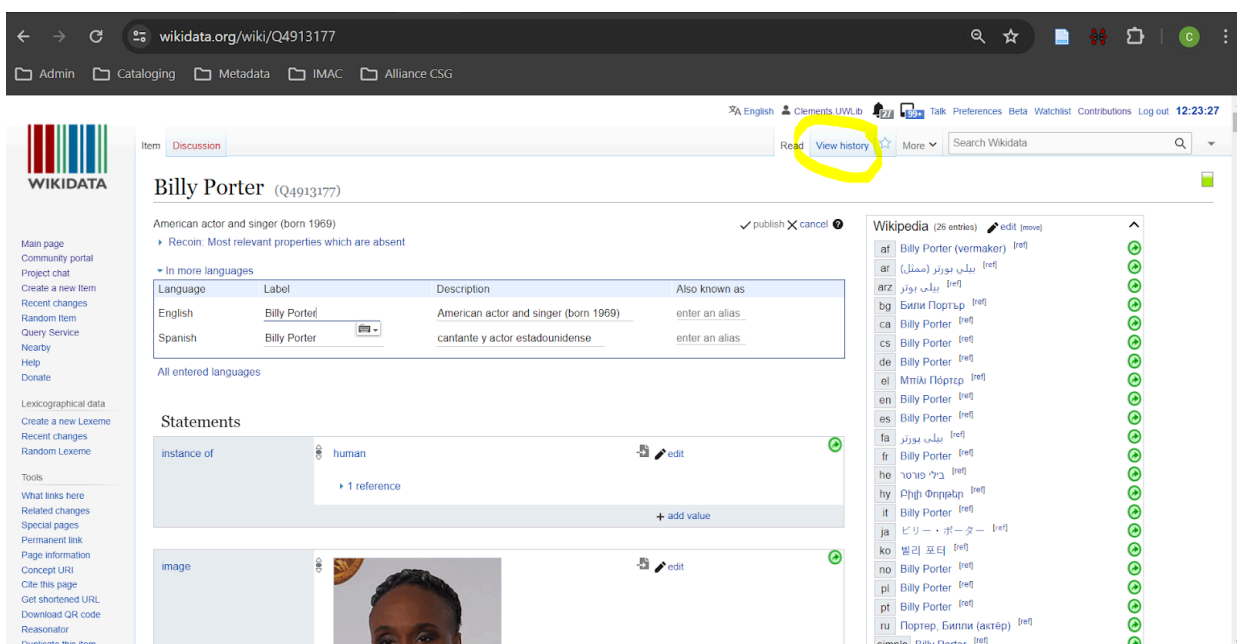 wikidata.org/wiki/Q4913177
C
Admin Cataloging Metadata IMAC Alliance CSG
English Clements.UWLib 27 99+ Talk Preferences Beta Watchlist Contributions Log out 12:23:27
WIKIDATA
Item Discussion Read View history More Search Wikidata
Billy Porter (Q4913177)
American actor and singer (born 1969) publish cancel
Recoin: Most relevant properties which are absent
In more languages
Language Label Description Also known as
English Billy Porter American actor and singer (born 1969) enter an alias
Spanish Billy Porter cantante y actor estadounidense enter an alias
All entered languages
Statements
instance of human edit
1 reference
+ add value
image edit
Main page
Community portal
Project chat
Create a new Item
Recent changes
Random Item
Query Service
Nearby
Help
Donate
Lexicographical data
Create a new Lexeme
Recent changes
Random Lexeme
Tools
What links here
Related changes
Special pages
Permanent link
Page information
Concept URI
Cite this page
Get shortened URL
Download QR code
Reasonator
Duplicate this item
Wikipedia (26 entries) edit [move]
af Billy Porter (vermaker) [ref]
ar بيلي بورتر (ممثل) [ref]
arz بيلى بوتر [ref]
bg Били Портър [ref]
ca Billy Porter [ref]
cs Billy Porter [ref]
de Billy Porter [ref]
el Μπίλι Πόρτερ [ref]
en Billy Porter [ref]
es Billy Porter [ref]
fa بیلی پورتر [ref]
fr Billy Porter [ref]
he בילי פורטר [ref]
hy Բիլի Փորթեր [ref]
it Billy Porter [ref]
ja ビリー・ポーター [ref]
ko 빌리 포터 [ref]
no Billy Porter [ref]
pl Billy Porter [ref]
pt Billy Porter [ref]
ru Портер, Билли (актёр) [ref]
simple Billy Porter [ref]